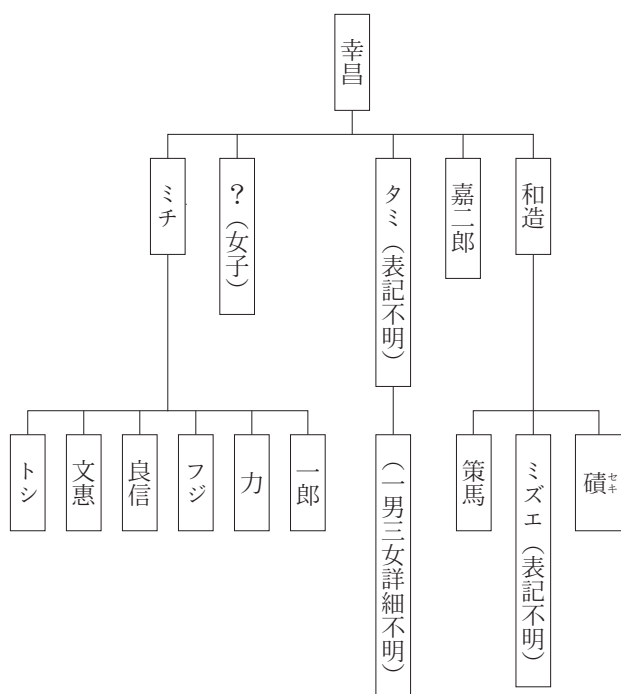 幸昌
和造
嘉二郎
タミ（表記不明）
？（女子）
ミチ
磧
セキ
ミズエ（表記不明）
策馬
（一男三女詳細不明）
一郎
力
フジ
良信
文惠
トシ